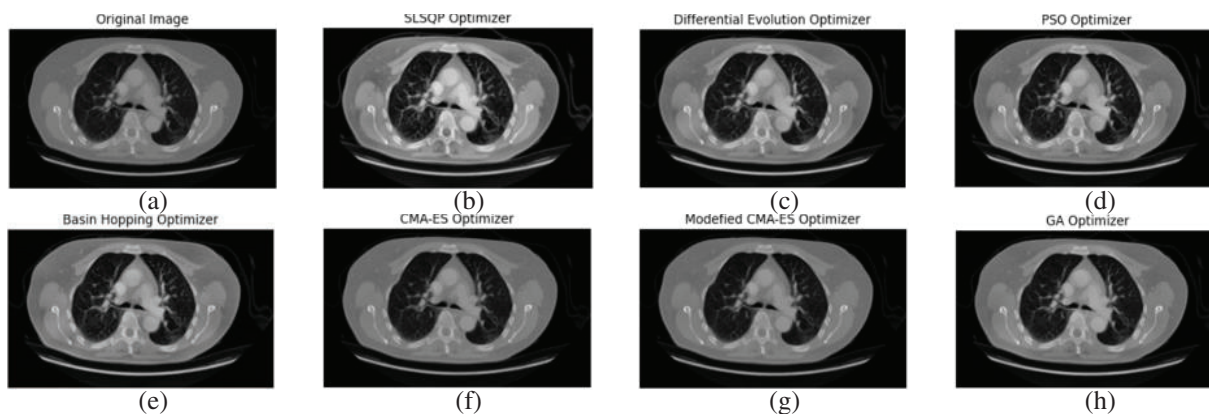 Original Image
SLSQP Optimizer
Differential Evolution Optimizer
PSO Optimizer
(a)
(b)
(c)
(d)
Basin Hopping Optimizer
CMA-ES Optimizer
Modefied CMA-ES Optimizer
GA Optimizer
(e)
(f)
(g)
(h)